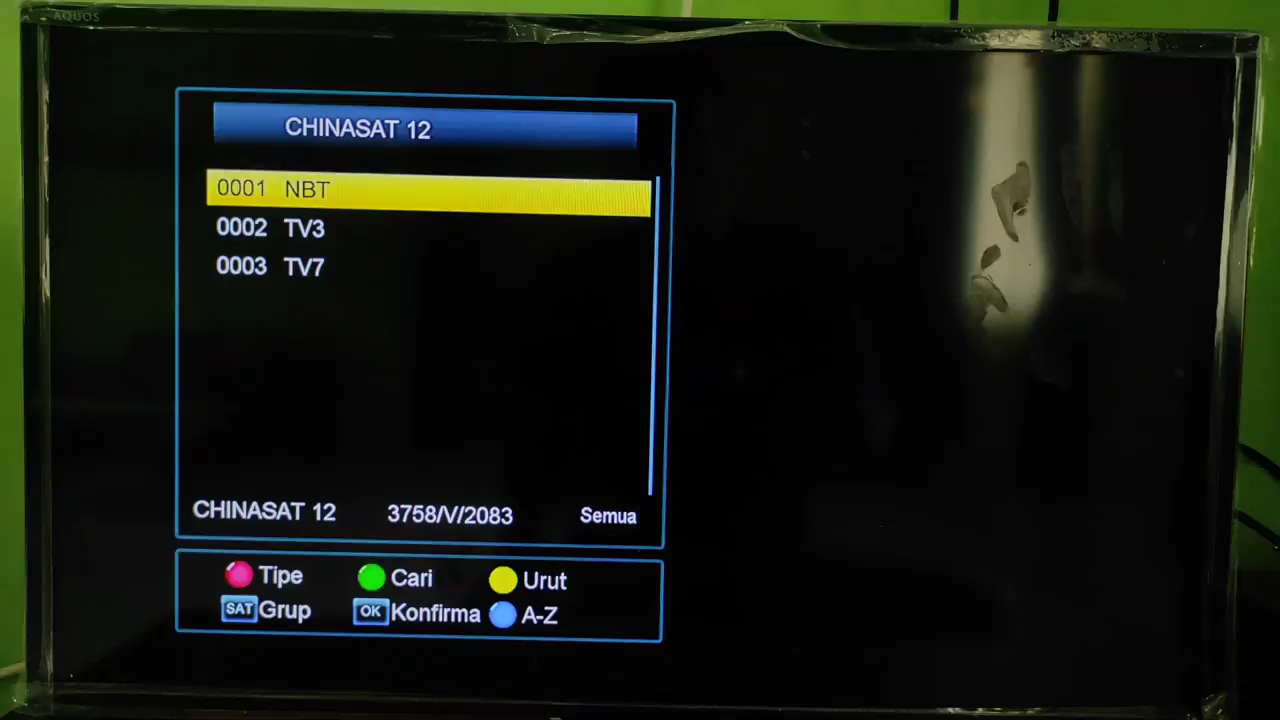 AQUOS
CHINASAT 12
0001 NBT
0002 TV3
0003 TV7
CHINASAT 12 3758/V/2083 Semua
Tipe Cari Urut
SAT Grup OK Konfirma A-Z